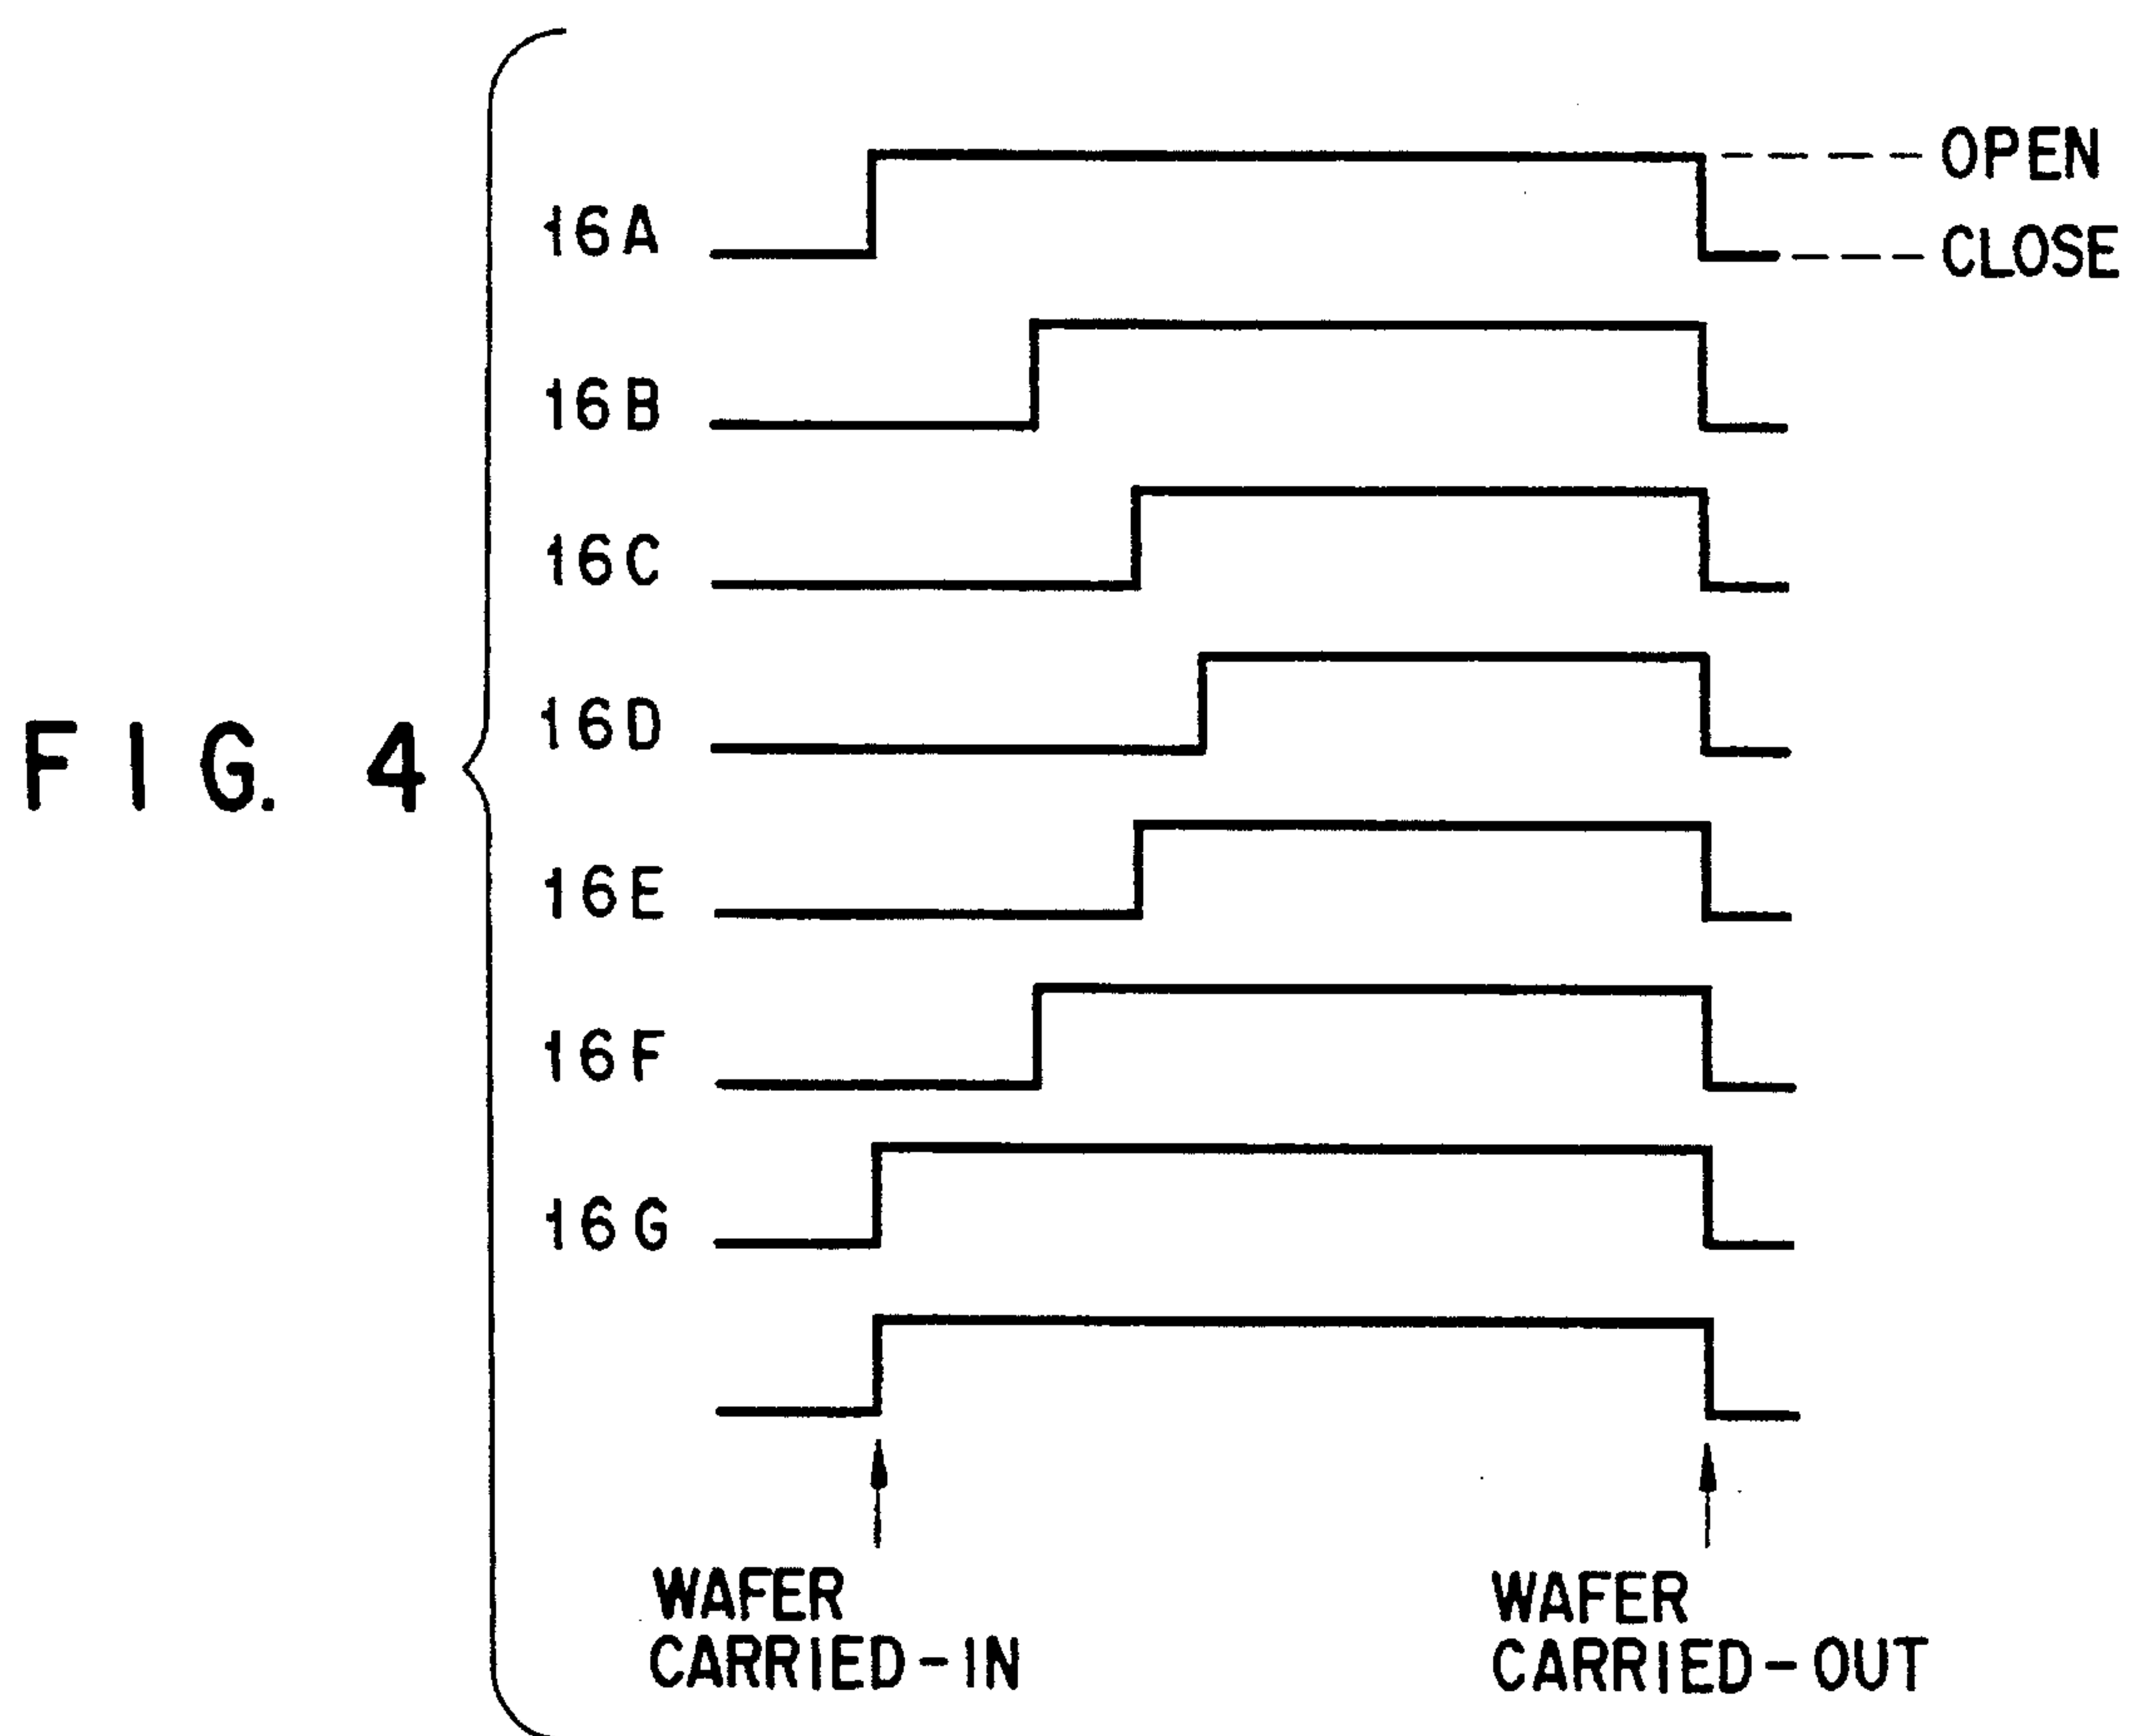 FIG. 4
OPEN
16A
CLOSE
16B
16C
16D
16E
16F
16G
WAFER
CARRIED-IN
WAFER
CARRIED-OUT